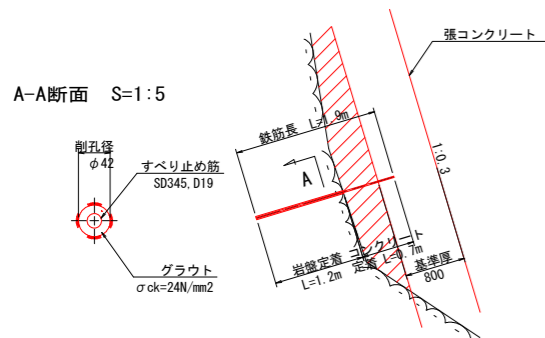 張コンクリート
A-A断面 S=1:5
鉄筋長 L=1.9m
削孔径
φ42
すべり止め筋
SD345,D19
A
1:0.3
グラウト
σck=24N/mm2
岩盤定着
L=1.2m
コンクリート
定着 L=0.7m
基準厚
800